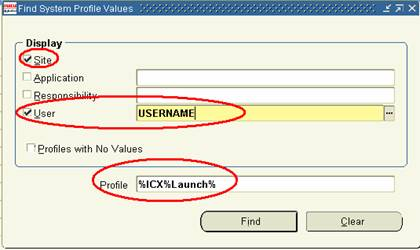 Find System Profile Values
Display
Site
Application
Responsibility
User USERNAME ...
Profiles with No Values
Profile %ICX%Launch%
Find Clear